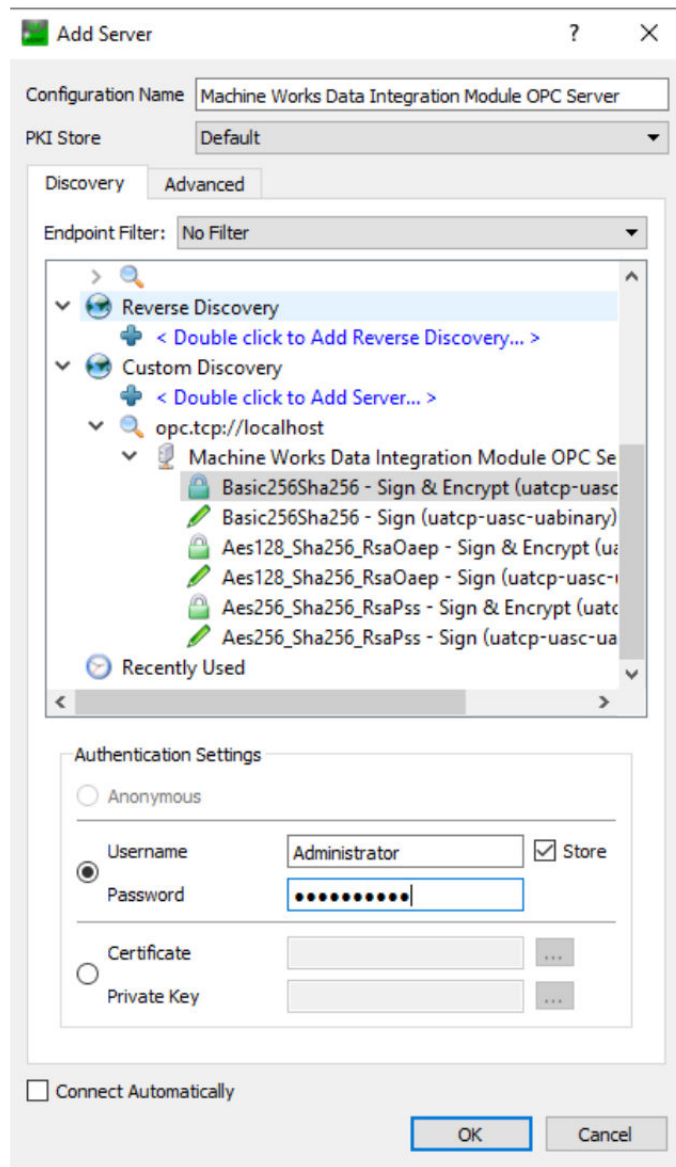 Add Server
Configuration Name Machine Works Data Integration Module OPC Server
PKI Store Default
Discovery Advanced
Endpoint Filter: No Filter
Reverse Discovery
< Double click to Add Reverse Discovery... >
Custom Discovery
< Double click to Add Server... >
opc.tcp://localhost
Machine Works Data Integration Module OPC Se
Basic256Sha256 - Sign & Encrypt (uatcp-uasc
Basic256Sha256 - Sign (uatcp-uasc-uabinary)
Aes128_Sha256_RsaOaep - Sign & Encrypt (ua
Aes128_Sha256_RsaOaep - Sign (uatcp-uasc-u
Aes256_Sha256_RsaPss - Sign & Encrypt (uatc
Aes256_Sha256_RsaPss - Sign (uatcp-uasc-ua
Recently Used
Authentication Settings
Anonymous
Username Administrator Store
Password ●●●●●●●●●●
Certificate ...
Private Key ...
Connect Automatically
OK Cancel